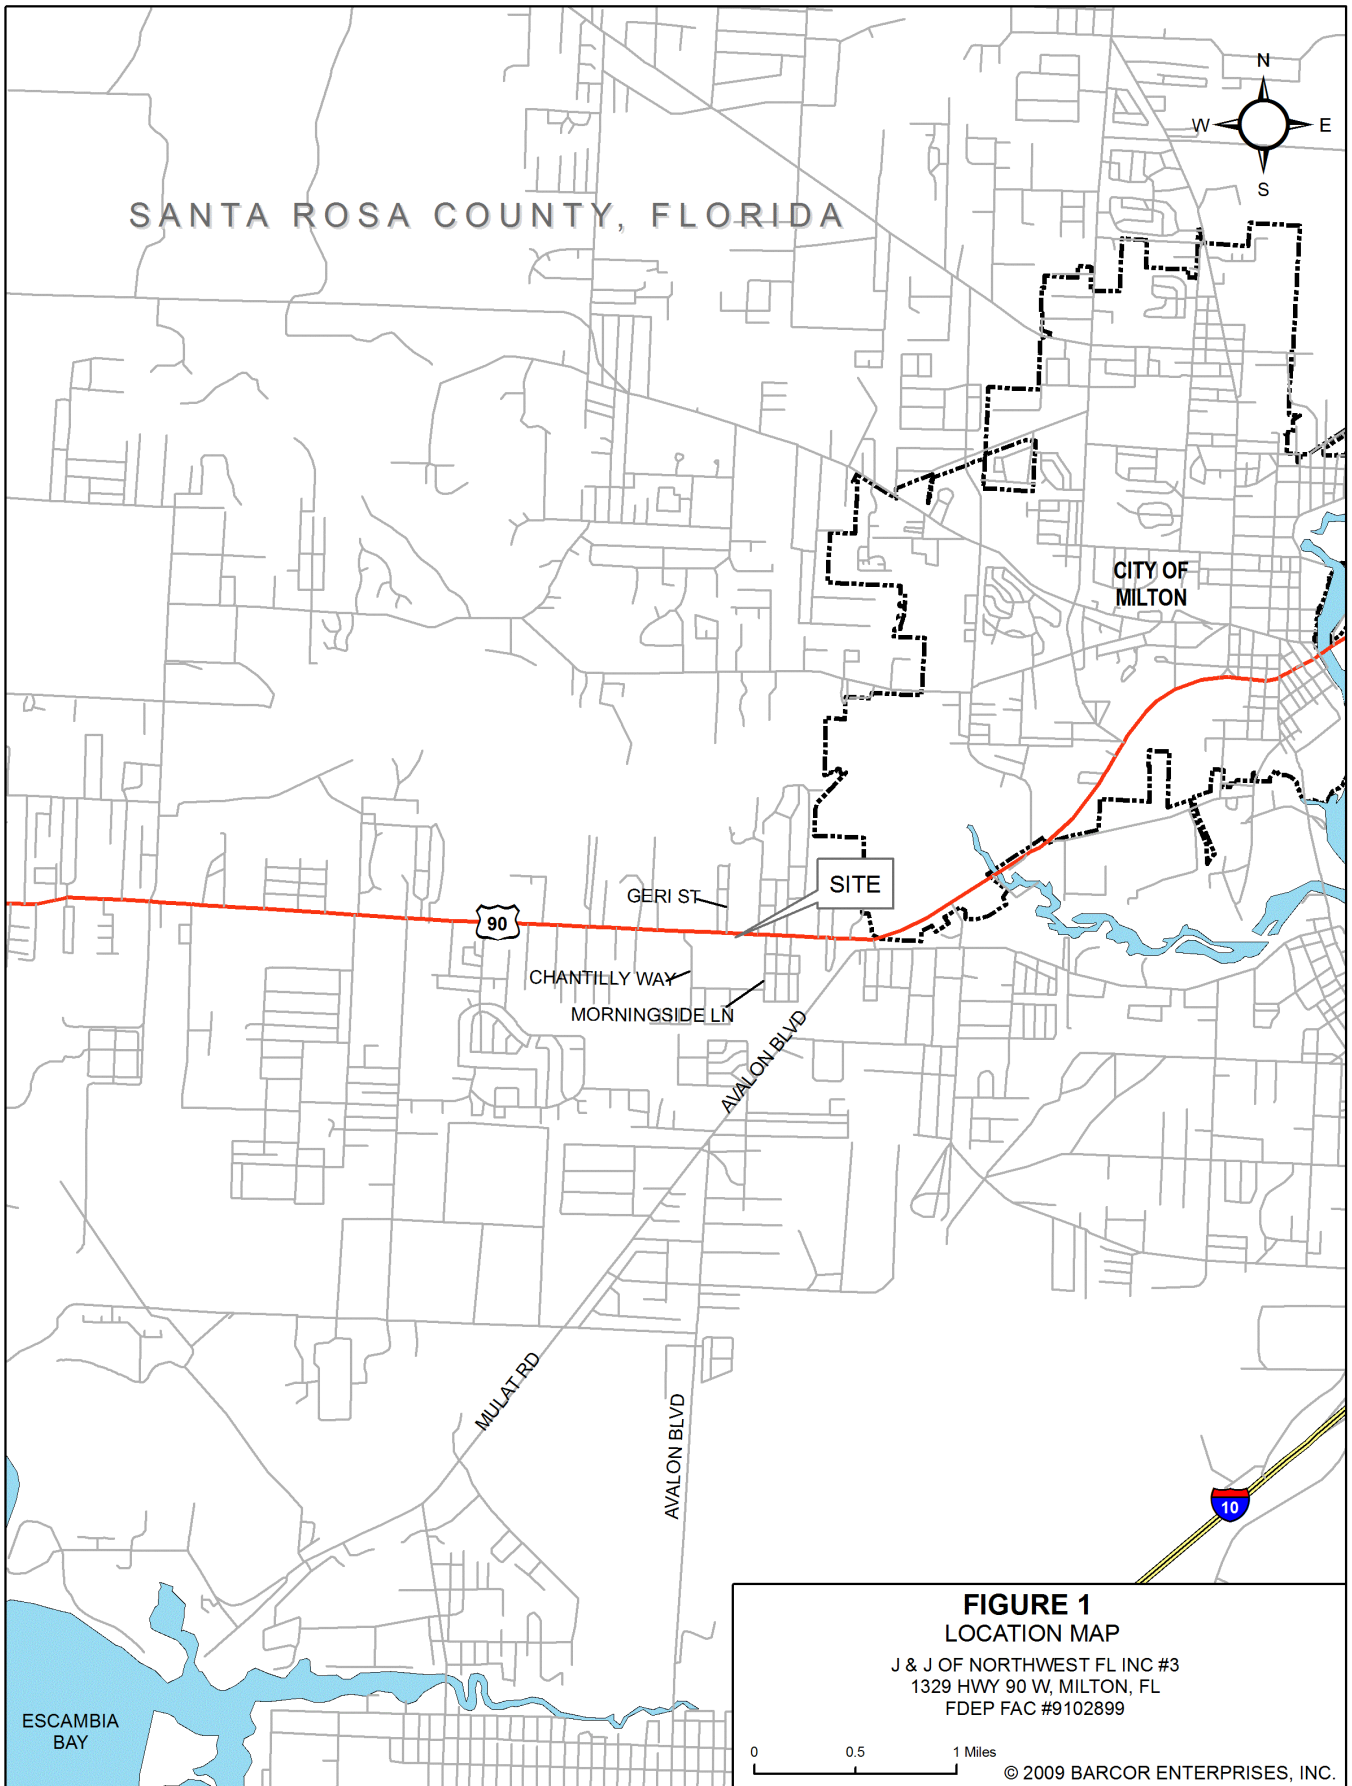 N
W E
S
SANTA ROSA COUNTY, FLORIDA
CITY OF
MILTON
SITE
GERI ST
90
CHANTILLY WAY
MORNINGSIDE LN
AVALON BLVD
MULAT RD
AVALON BLVD
10
ESCAMBIA
BAY
FIGURE 1
LOCATION MAP
J & J OF NORTHWEST FL INC #3
1329 HWY 90 W, MILTON, FL
FDEP FAC #9102899
0 0.5 1 Miles
© 2009 BARCOR ENTERPRISES, INC.